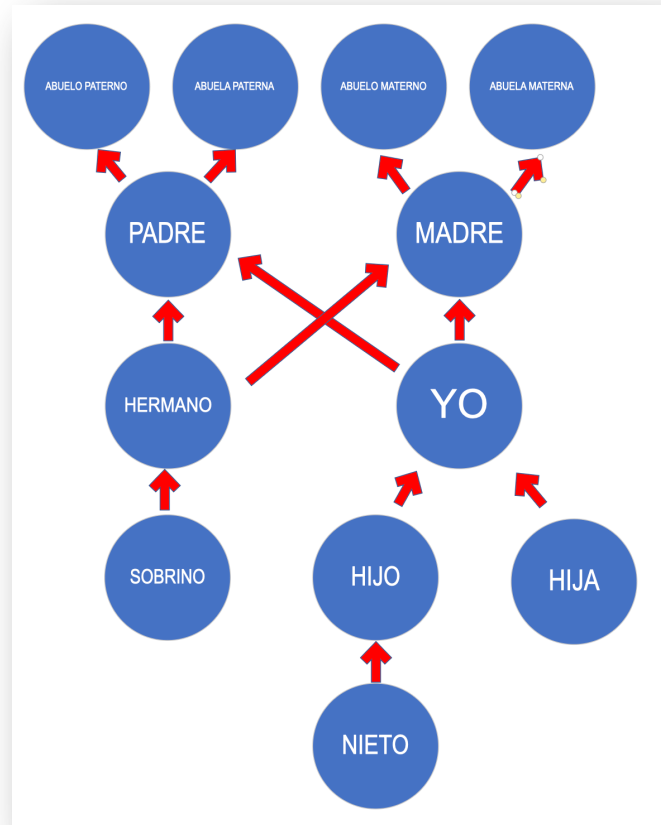 ABUELO PATERNO
ABUELA PATERNA
ABUELO MATERNO
ABUELA MATERNA
PADRE
MADRE
HERMANO
YO
SOBRINO
HIJO
HIJA
NIETO